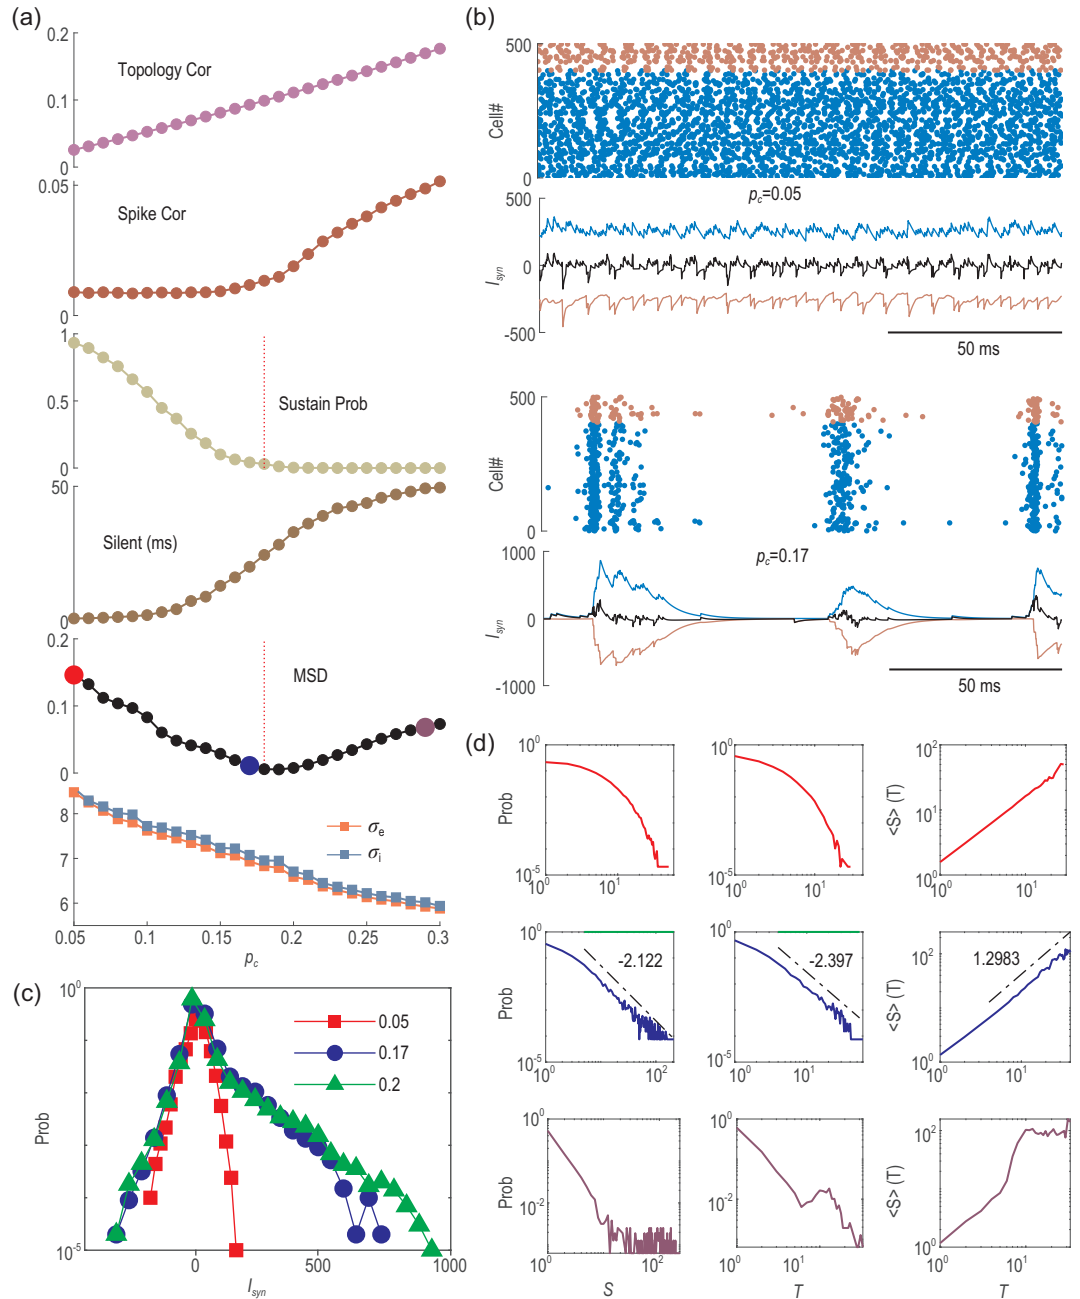 (a)
0.2
Topology Cor
0.1
0
0.05
Spike Cor
0
1
Sustain Prob
0
50
Silent (ms)
0
0.2
MSD
0.1
0
8
σe
σi
7
6
0.05
0.1
0.15
0.2
0.25
0.3
pc
(b)
500
Cell#
0
pc=0.05
500
Isyn
0
-500
50 ms
500
Cell#
0
pc=0.17
1000
Isyn
0
-1000
50 ms
(c)
10^0
0.05
0.17
0.2
Prob
10^-5
0
500
1000
Isyn
(d)
10^0
Prob
10^-5
10^0
10^1
10^0
10^-5
10^0
10^1
10^2
<S> (T)
10^1
10^0
10^0
10^1
10^0
-2.122
Prob
10^-5
10^0
10^1
10^2
10^0
-2.397
10^-5
10^0
10^1
10^2
1.2983
<S> (T)
10^1
10^0
10^0
10^1
10^0
Prob
10^-2
10^0
10^1
10^2
S
10^0
10^-2
10^0
10^1
T
10^2
<S> (T)
10^1
10^0
10^0
10^1
T